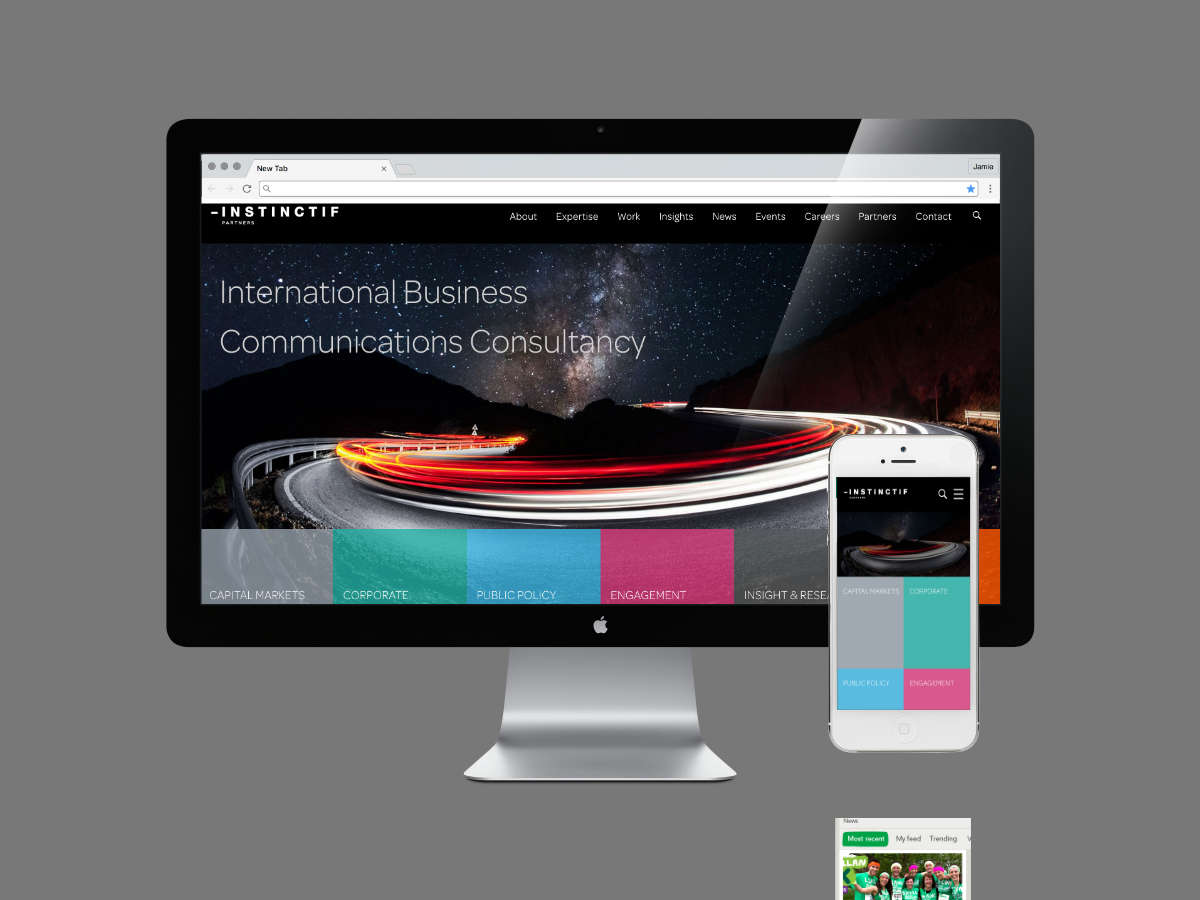 New Tab
Jamie
–INSTINCTIF
PARTNERS
About Expertise Work Insights News Events Careers Partners Contact
International Business
Communications Consultancy
CAPITAL MARKETS CORPORATE PUBLIC POLICY ENGAGEMENT INSIGHT & RESEA
–INSTINCTIF
PARTNERS
CAPITAL MARKETS CORPORATE
PUBLIC POLICY ENGAGEMENT
News
Most recent My feed Trending
LLAN